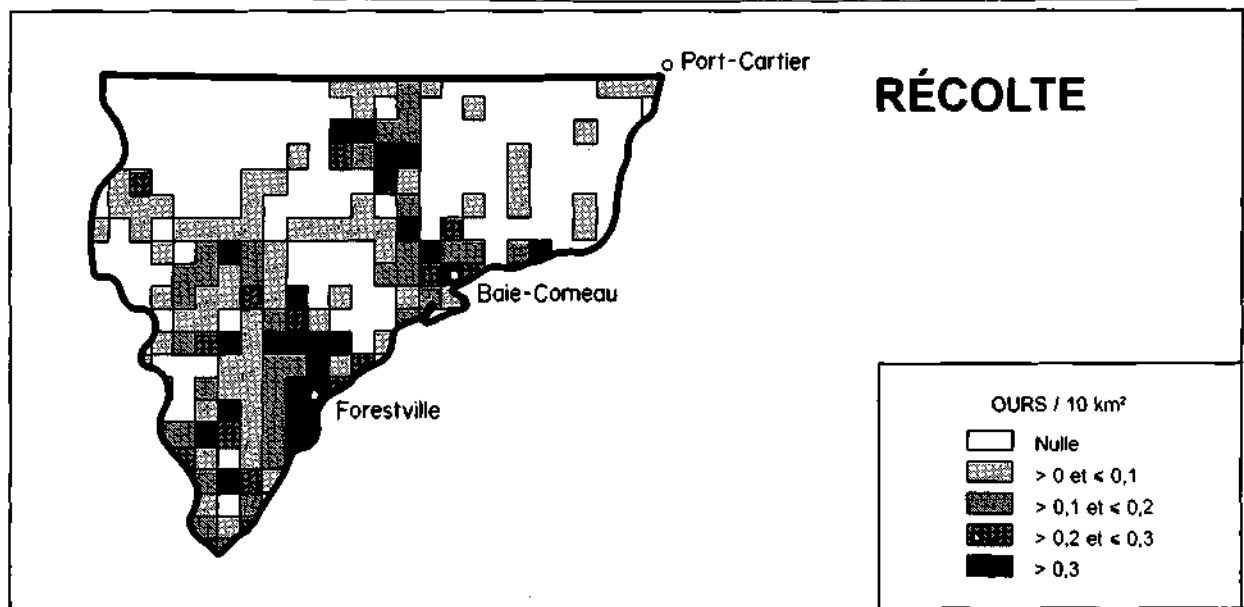 Port-Cartier
RÉCOLTE
Baie-Comeau
Forestville
OURS / 10 km²
Nulle
> 0 et ≤ 0,1
> 0,1 et ≤ 0,2
> 0,2 et ≤ 0,3
> 0,3